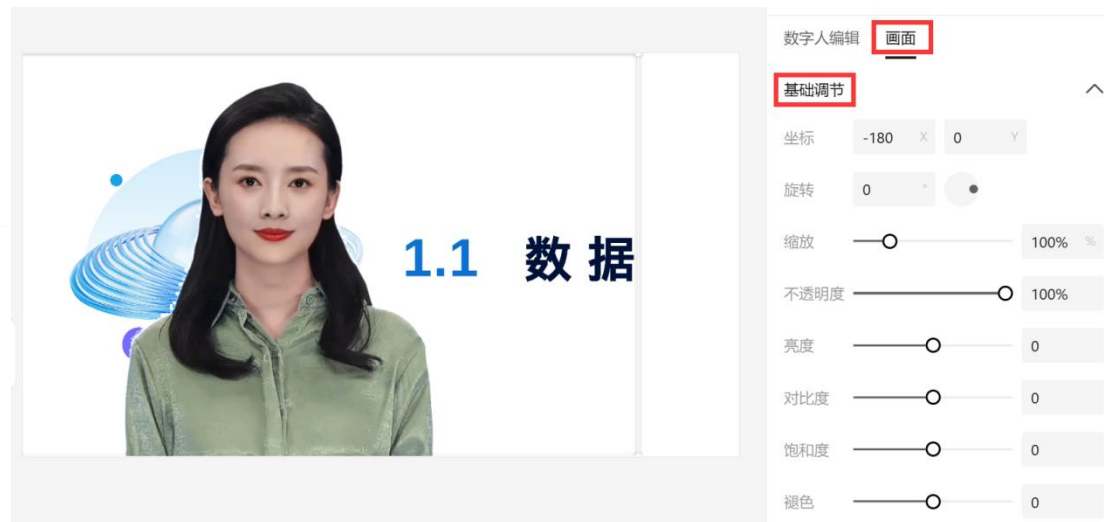 数字人编辑 画面
基础调节
坐标 -180 X 0 Y
旋转 0 °
缩放 100% %
1.1 数据
不透明度 100%
亮度 0
对比度 0
饱和度 0
褪色 0